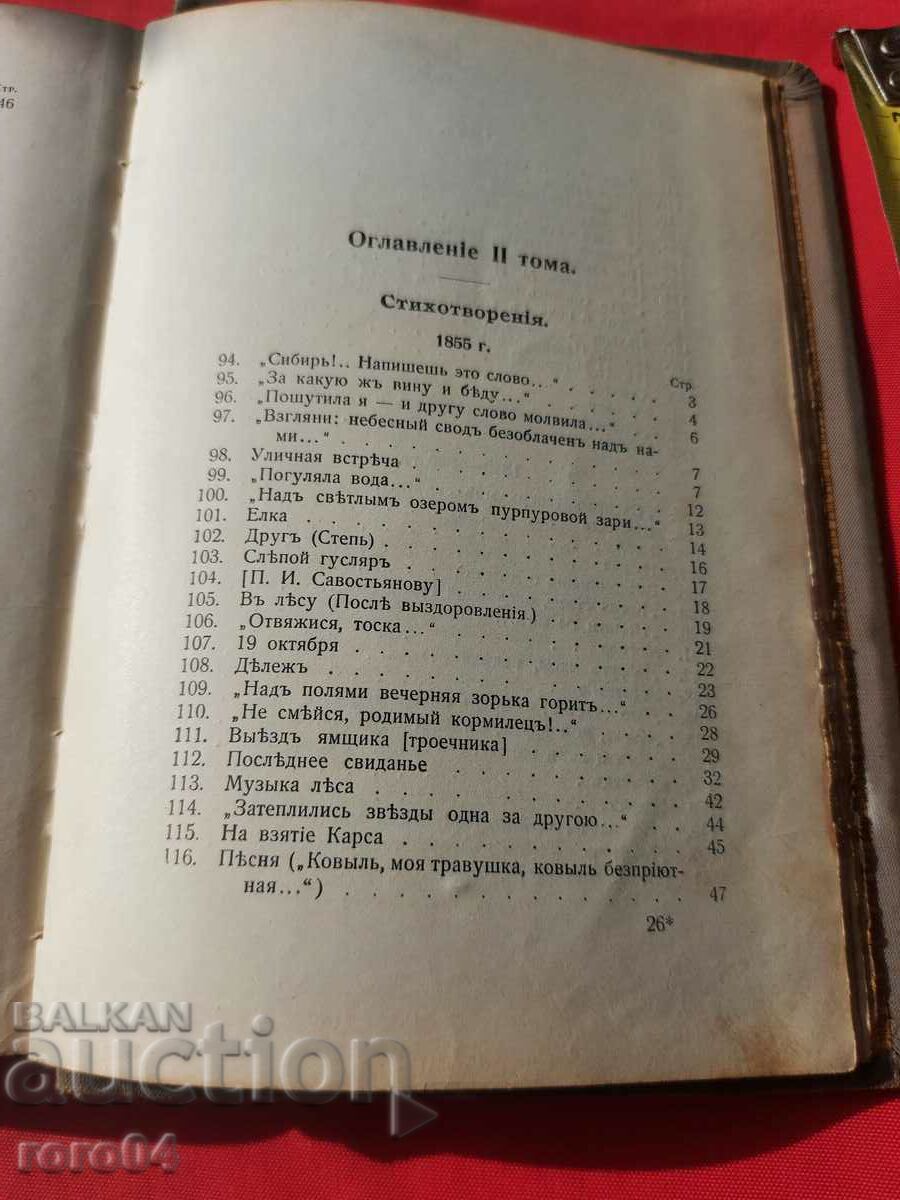 тр.
46
Оглавленіе II тома.
Стихотворенія.
1855 г.
Стр.
94. „Сибирь!.. Напишешь это слово..." 3
95. „За какую жъ вину и бѣду..." 4
96. „Пошутила я — и другу слово молвила..." 6
97. „Взгляни: небесный сводъ безоблаченъ надъ на-
ми..." 7
98. Уличная встрѣча 7
99. „Погуляла вода..." 12
100. „Надъ свѣтлымъ озеромъ пурпуровой зари..." 13
101. Елка 14
102. Другъ (Степь) 16
103. Слѣпой гусляръ 17
104. [П. И. Савостьянову] 18
105. Въ лѣсу (Послѣ выздоровленія.) 19
106. „Отвяжися, тоска..." 21
107. 19 октября 22
108. Дѣлежъ 23
109. „Надъ полями вечерняя зорька горитъ..." 26
110. „Не смѣйся, родимый кормилецъ!.." 28
111. Выѣздъ ямщика [троечника] 29
112. Послѣднее свиданье 32
113. Музыка лѣса 42
114. „Затеплились звѣзды одна за другою..." 44
115. На взятіе Карса 45
116. Пѣсня („Ковыль, моя травушка, ковыль безпріют-
ная...") 47
26*
BALKAN
auction
roro04